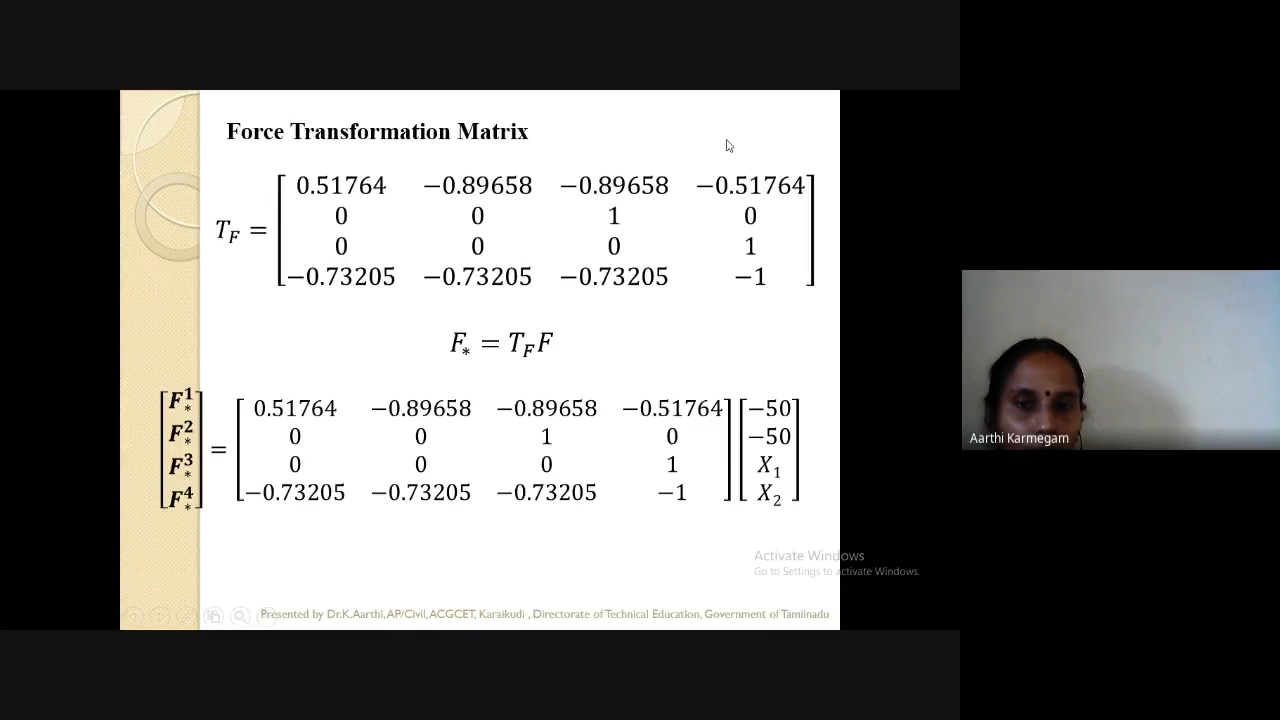 Force Transformation Matrix
T_F = [0.51764 −0.89658 −0.89658 −0.51764
0 0 1 0
0 0 0 1
−0.73205 −0.73205 −0.73205 −1]
F_* = T_F F
[F_*^1 F_*^2 F_*^3 F_*^4] = [0.51764 −0.89658 −0.89658 −0.51764
0 0 1 0
0 0 0 1
−0.73205 −0.73205 −0.73205 −1] [−50 −50 X_1 X_2]
Aarthi Karmegam
Activate Windows
Go to Settings to activate Windows.
Presented by Dr.K.Aarthi, AP/Civil, ACGCET, Karaikudi , Directorate of Technical Education, Government of Tamilnadu